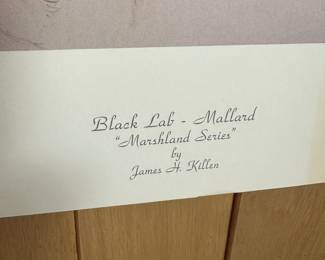 Black Lab - Mallard
"Marshland Series"
by
James H. Killen